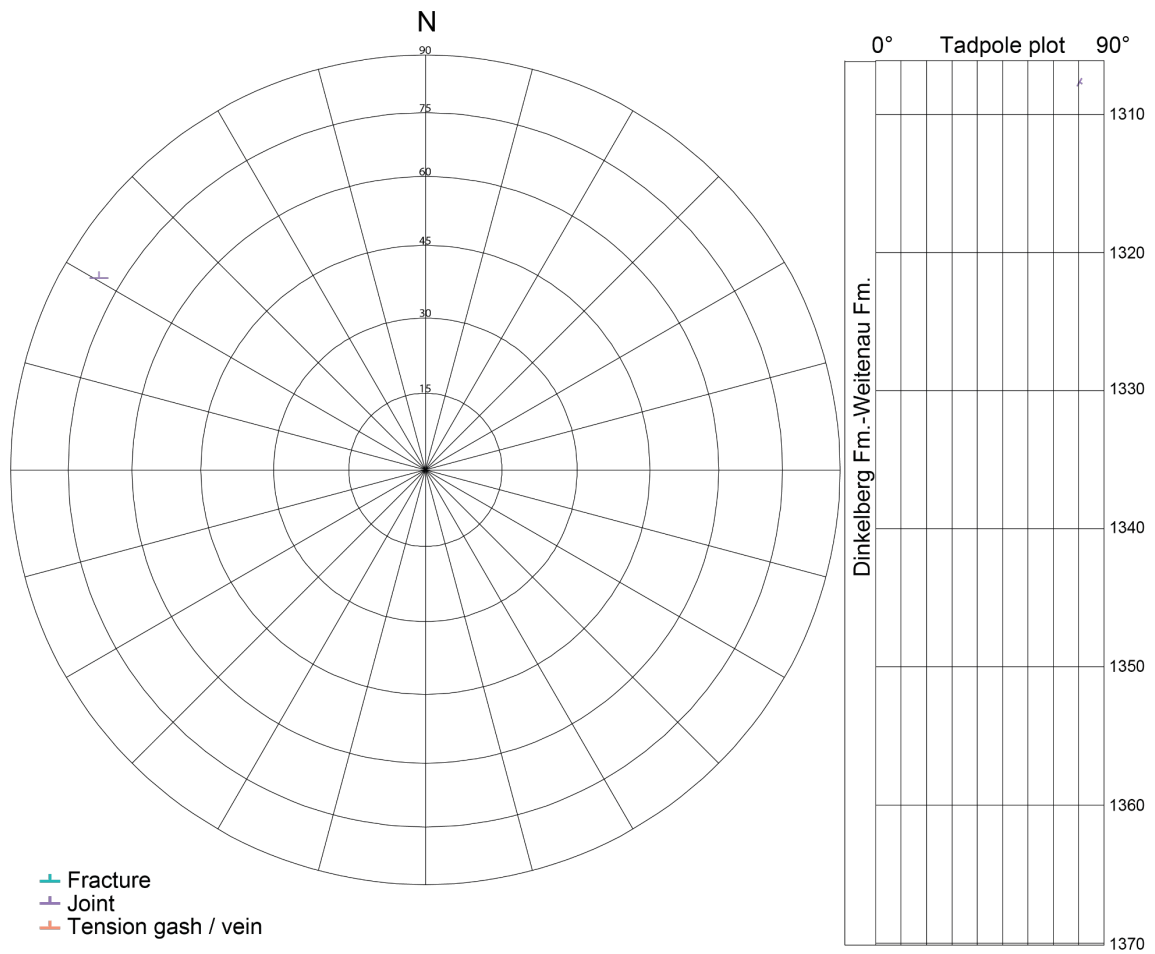 N
90
75
60
45
30
15
Fracture
Joint
Tension gash / vein
0° Tadpole plot 90°
Dinkelberg Fm.-Weitenau Fm.
1310
1320
1330
1340
1350
1360
1370